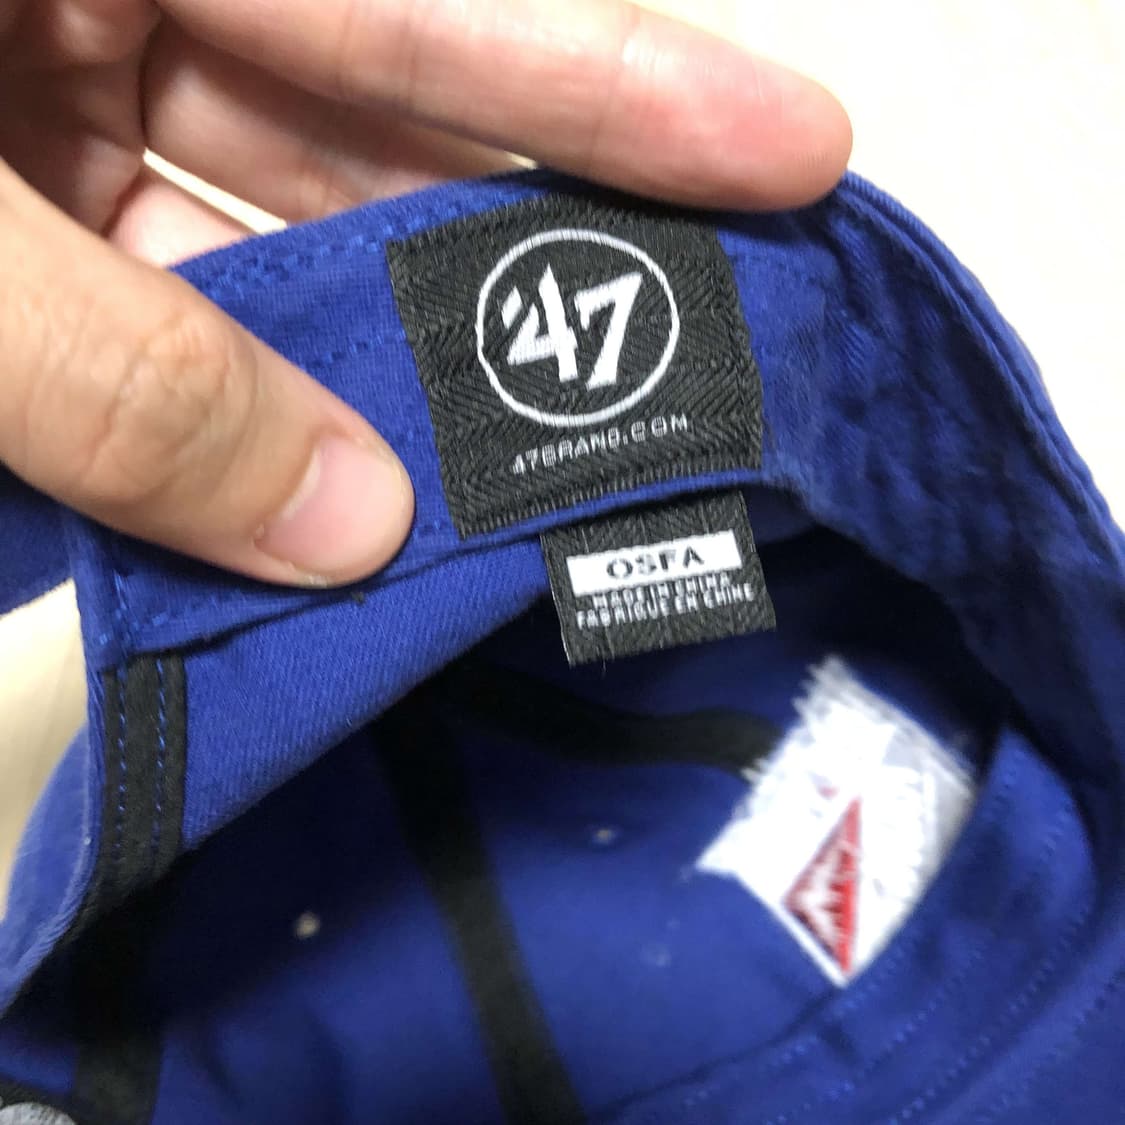 '47
47BRAND.COM
OSFA
MADE IN CHINA
FABRIQUE EN CHINE